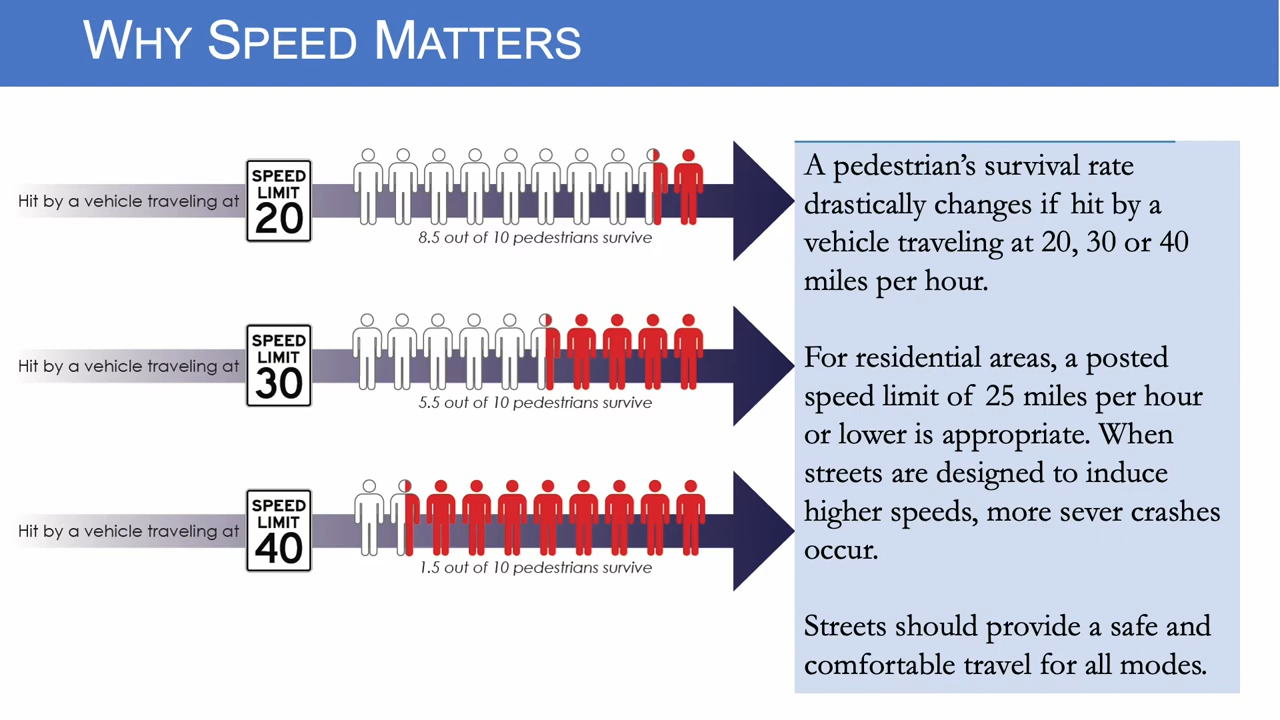 WHY SPEED MATTERS
Hit by a vehicle traveling at
SPEED
LIMIT
20
8.5 out of 10 pedestrians survive
Hit by a vehicle traveling at
SPEED
LIMIT
30
5.5 out of 10 pedestrians survive
Hit by a vehicle traveling at
SPEED
LIMIT
40
1.5 out of 10 pedestrians survive
A pedestrian’s survival rate
drastically changes if hit by a
vehicle traveling at 20, 30 or 40
miles per hour.
For residential areas, a posted
speed limit of 25 miles per hour
or lower is appropriate. When
streets are designed to induce
higher speeds, more sever crashes
occur.
Streets should provide a safe and
comfortable travel for all modes.